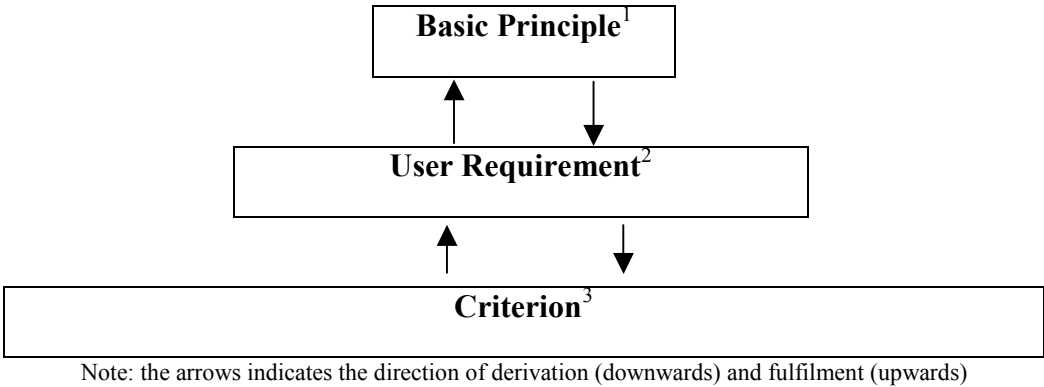 Basic Principle¹
User Requirement²
Criterion³
Note: the arrows indicates the direction of derivation (downwards) and fulfilment (upwards)